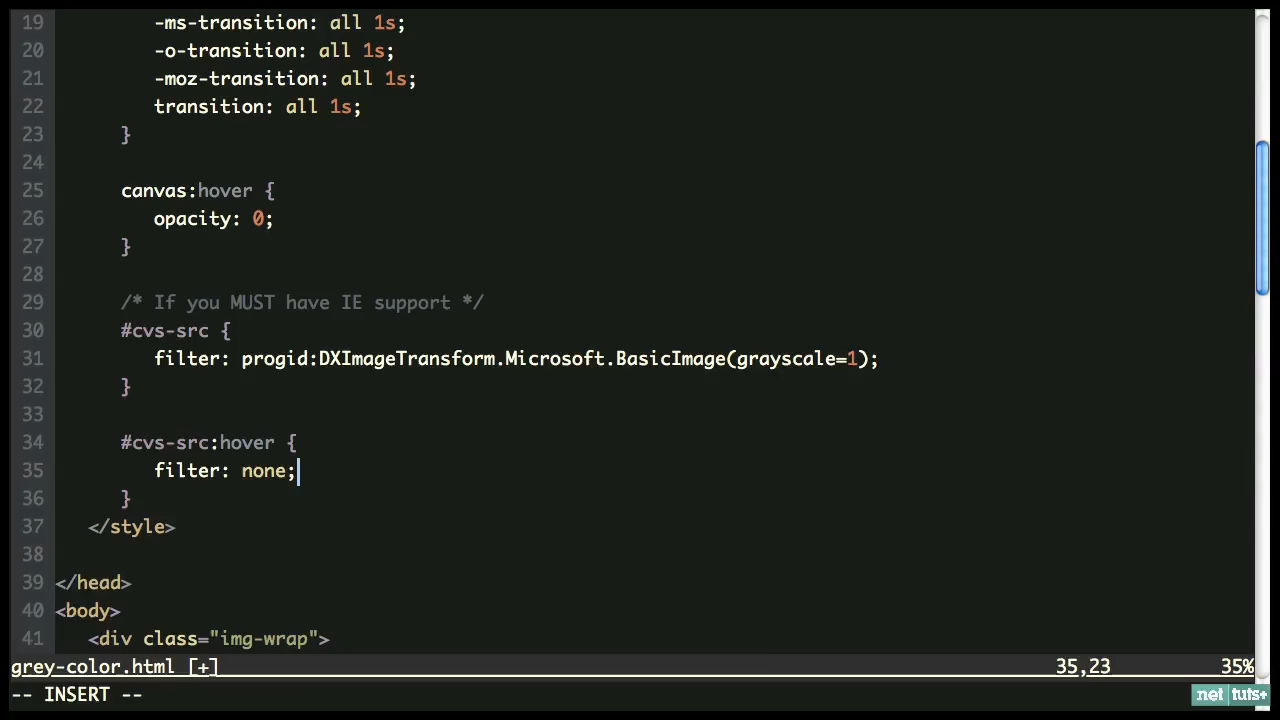 19 -ms-transition: all 1s;
20 -o-transition: all 1s;
21 -moz-transition: all 1s;
22 transition: all 1s;
23 }
24
25 canvas:hover {
26 opacity: 0;
27 }
28
29 /* If you MUST have IE support */
30 #cvs-src {
31 filter: progid:DXImageTransform.Microsoft.BasicImage(grayscale=1);
32 }
33
34 #cvs-src:hover {
35 filter: none;
36 }
37 </style>
38
39 </head>
40 <body>
41 <div class="img-wrap">
grey-color.html [+] 35,23 35%
-- INSERT --
net tuts+